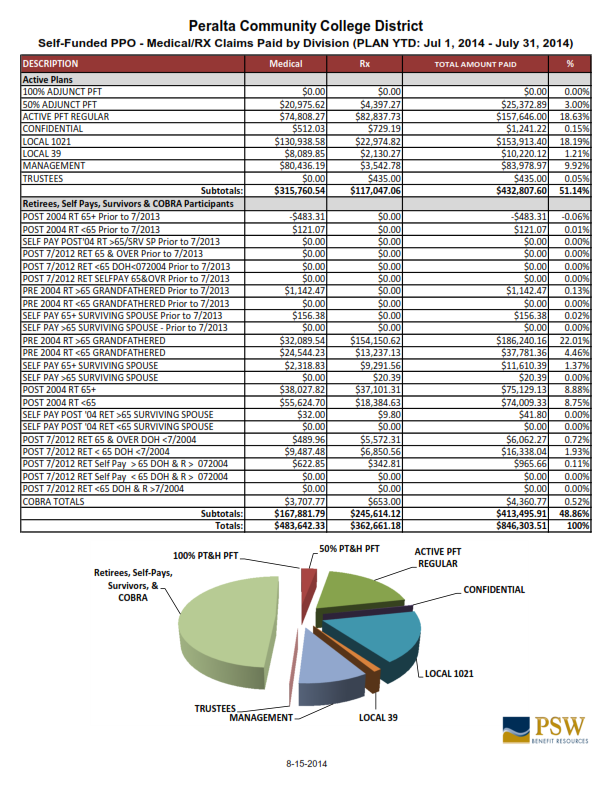 Peralta Community College District
Self-Funded PPO - Medical/RX Claims Paid by Division (PLAN YTD: Jul 1, 2014 - July 31, 2014)
DESCRIPTION Medical Rx TOTAL AMOUNT PAID %
Active Plans
100% ADJUNCT PFT $0.00 $0.00 $0.00 0.00%
50% ADJUNCT PFT $20,975.62 $4,397.27 $25,372.89 3.00%
ACTIVE PFT REGULAR $74,808.27 $82,837.73 $157,646.00 18.63%
CONFIDENTIAL $512.03 $729.19 $1,241.22 0.15%
LOCAL 1021 $130,938.58 $22,974.82 $153,913.40 18.19%
LOCAL 39 $8,089.85 $2,130.27 $10,220.12 1.21%
MANAGEMENT $80,436.19 $3,542.78 $83,978.97 9.92%
TRUSTEES $0.00 $435.00 $435.00 0.05%
Subtotals: $315,760.54 $117,047.06 $432,807.60 51.14%
Retirees, Self Pays, Survivors & COBRA Participants
POST 2004 RT 65+ Prior to 7/2013 -$483.31 $0.00 -$483.31 -0.06%
POST 2004 RT <65 Prior to 7/2013 $121.07 $0.00 $121.07 0.01%
SELF PAY POST'04 RT >65/SRV SP Prior to 7/2013 $0.00 $0.00 $0.00 0.00%
POST 7/2012 RET 65 & OVER Prior to 7/2013 $0.00 $0.00 $0.00 0.00%
POST 7/2012 RET <65 DOH<072004 Prior to 7/2013 $0.00 $0.00 $0.00 0.00%
POST 7/2012 RET SELFPAY 65&OVR Prior to 7/2013 $0.00 $0.00 $0.00 0.00%
PRE 2004 RT >65 GRANDFATHERED Prior to 7/2013 $1,142.47 $0.00 $1,142.47 0.13%
PRE 2004 RT <65 GRANDFATHERED Prior to 7/2013 $0.00 $0.00 $0.00 0.00%
SELF PAY 65+ SURVIVING SPOUSE Prior to 7/2013 $156.38 $0.00 $156.38 0.02%
SELF PAY >65 SURVIVING SPOUSE - Prior to 7/2013 $0.00 $0.00 $0.00 0.00%
PRE 2004 RT >65 GRANDFATHERED $32,089.54 $154,150.62 $186,240.16 22.01%
PRE 2004 RT <65 GRANDFATHERED $24,544.23 $13,237.13 $37,781.36 4.46%
SELF PAY 65+ SURVIVING SPOUSE $2,318.83 $9,291.56 $11,610.39 1.37%
SELF PAY >65 SURVIVING SPOUSE $0.00 $20.39 $20.39 0.00%
POST 2004 RT 65+ $38,027.82 $37,101.31 $75,129.13 8.88%
POST 2004 RT <65 $55,624.70 $18,384.63 $74,009.33 8.75%
SELF PAY POST '04 RET >65 SURVIVING SPOUSE $32.00 $9.80 $41.80 0.00%
SELF PAY POST '04 RET <65 SURVIVING SPOUSE $0.00 $0.00 $0.00 0.00%
POST 7/2012 RET 65 & OVER DOH <7/2004 $489.96 $5,572.31 $6,062.27 0.72%
POST 7/2012 RET < 65 DOH <7/2004 $9,487.48 $6,850.56 $16,338.04 1.93%
POST 7/2012 RET Self Pay > 65 DOH & R > 072004 $622.85 $342.81 $965.66 0.11%
POST 7/2012 RET Self Pay < 65 DOH & R > 072004 $0.00 $0.00 $0.00 0.00%
POST 7/2012 RET <65 DOH & R >7/2004 $0.00 $0.00 $0.00 0.00%
COBRA TOTALS $3,707.77 $653.00 $4,360.77 0.52%
Subtotals: $167,881.79 $245,614.12 $413,495.91 48.86%
Totals: $483,642.33 $362,661.18 $846,303.51 100%
100% PT&H PFT
50% PT&H PFT
ACTIVE PFT
REGULAR
Retirees, Self-Pays,
Survivors, &
COBRA
CONFIDENTIAL
LOCAL 1021
TRUSTEES
MANAGEMENT
LOCAL 39
PSW
BENEFIT RESOURCES
8-15-2014